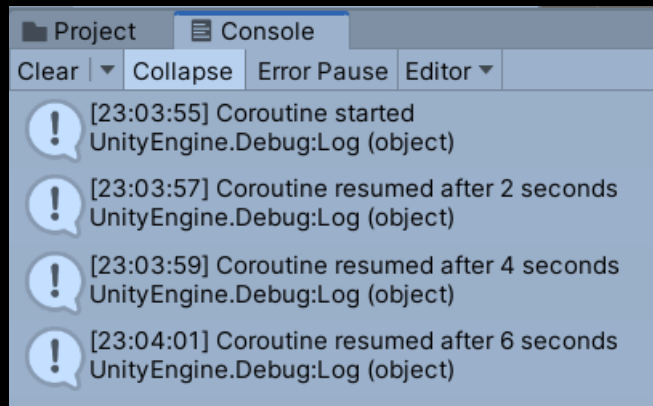 Project Console
Clear Collapse Error Pause Editor
[23:03:55] Coroutine started
UnityEngine.Debug:Log (object)
[23:03:57] Coroutine resumed after 2 seconds
UnityEngine.Debug:Log (object)
[23:03:59] Coroutine resumed after 4 seconds
UnityEngine.Debug:Log (object)
[23:04:01] Coroutine resumed after 6 seconds
UnityEngine.Debug:Log (object)